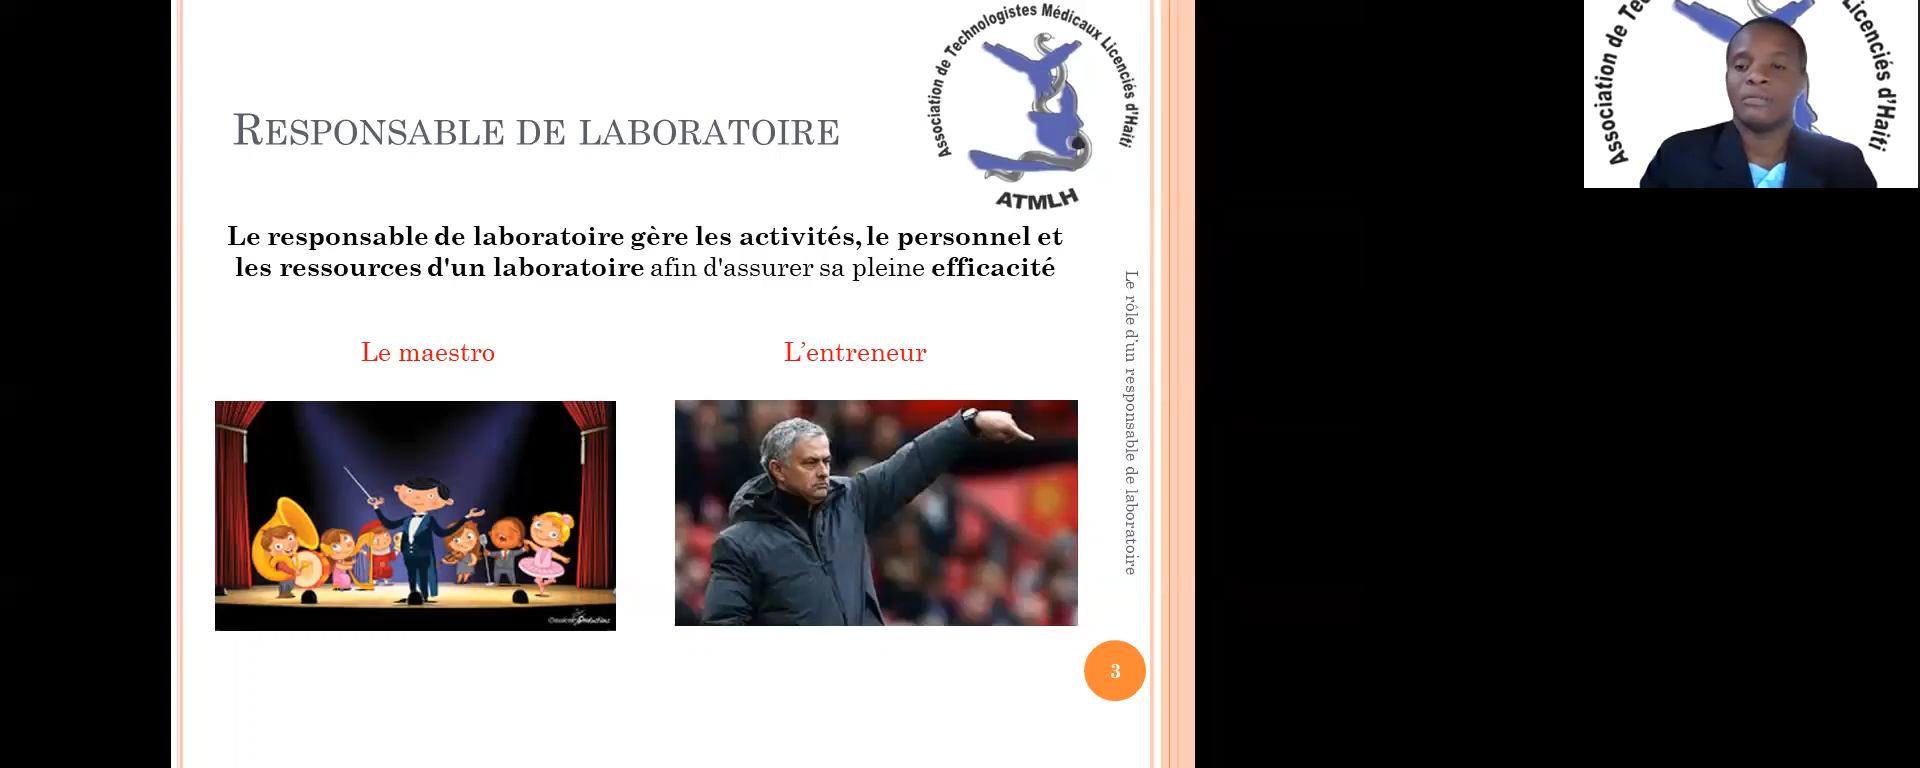 Association de Technologistes Médicaux Licenciés d'Haïti
ATMLH
RESPONSABLE DE LABORATOIRE
Le responsable de laboratoire gère les activités, le personnel et
les ressources d'un laboratoire afin d'assurer sa pleine efficacité
Le maestro
L'entreneur
Le rôle d'un responsable de laboratoire
3
Association de Te
Licenciés d'Haïti